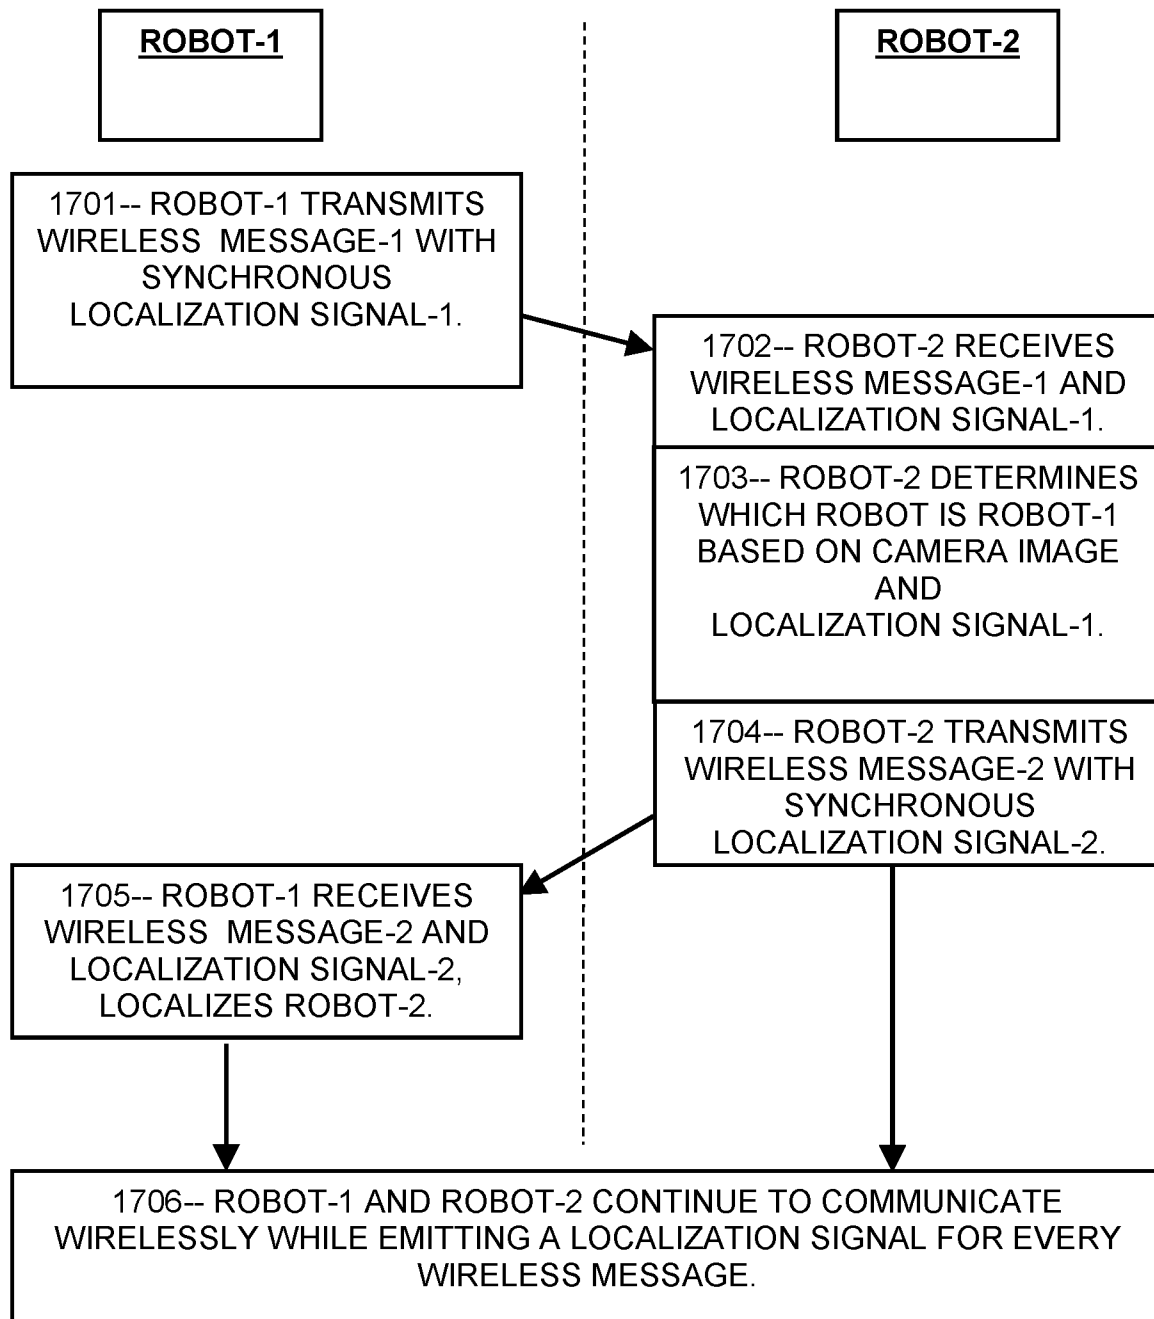 ROBOT-1
ROBOT-2
1701-- ROBOT-1 TRANSMITS
WIRELESS MESSAGE-1 WITH
SYNCHRONOUS
LOCALIZATION SIGNAL-1.
1702-- ROBOT-2 RECEIVES
WIRELESS MESSAGE-1 AND
LOCALIZATION SIGNAL-1.
1703-- ROBOT-2 DETERMINES
WHICH ROBOT IS ROBOT-1
BASED ON CAMERA IMAGE
AND
LOCALIZATION SIGNAL-1.
1704-- ROBOT-2 TRANSMITS
WIRELESS MESSAGE-2 WITH
SYNCHRONOUS
LOCALIZATION SIGNAL-2.
1705-- ROBOT-1 RECEIVES
WIRELESS MESSAGE-2 AND
LOCALIZATION SIGNAL-2,
LOCALIZES ROBOT-2.
1706-- ROBOT-1 AND ROBOT-2 CONTINUE TO COMMUNICATE
WIRELESSLY WHILE EMITTING A LOCALIZATION SIGNAL FOR EVERY
WIRELESS MESSAGE.